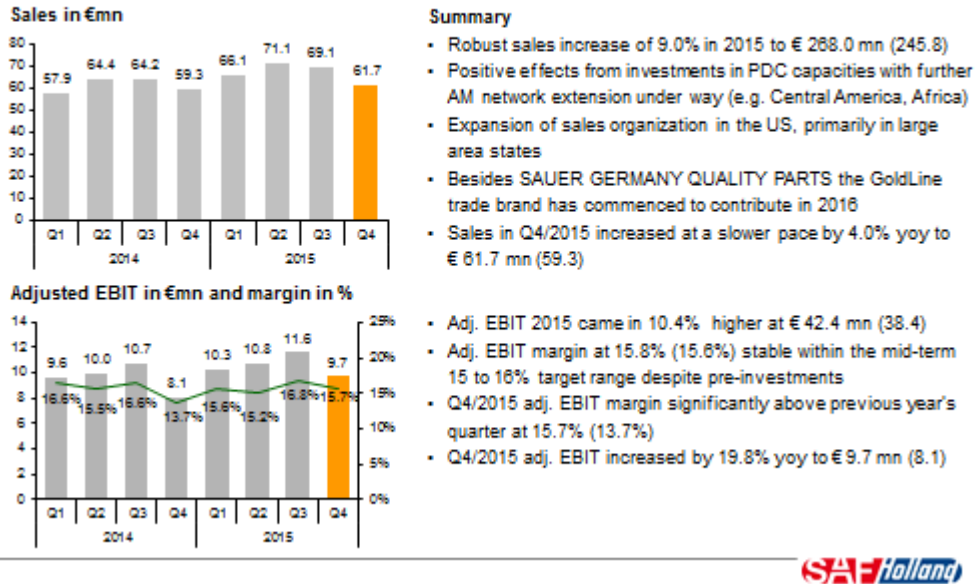 Sales in €mn
80
70
60
50
40
30
20
10
0
57.9
64.4
64.2
59.3
66.1
71.1
69.1
61.7
Q1 Q2 Q3 Q4 Q1 Q2 Q3 Q4
2014 2015
Summary
• Robust sales increase of 9.0% in 2015 to € 268.0 mn (245.8)
• Positive effects from investments in PDC capacities with further
AM network extension under way (e.g. Central America, Africa)
• Expansion of sales organization in the US, primarily in large
area states
• Besides SAUER GERMANY QUALITY PARTS the GoldLine
trade brand has commenced to contribute in 2016
• Sales in Q4/2015 increased at a slower pace by 4.0% yoy to
€ 61.7 mn (59.3)
Adjusted EBIT in €mn and margin in %
14
12
10
8
6
4
2
0
9.6
10.0
10.7
8.1
10.3
10.8
11.6
9.7
16.6%
15.5%
16.6%
13.7%
15.6%
15.2%
16.8%
15.7%
25%
20%
15%
10%
5%
0%
Q1 Q2 Q3 Q4 Q1 Q2 Q3 Q4
2014 2015
• Adj. EBIT 2015 came in 10.4% higher at € 42.4 mn (38.4)
• Adj. EBIT margin at 15.8% (15.6%) stable within the mid-term
15 to 16% target range despite pre-investments
• Q4/2015 adj. EBIT margin significantly above previous year's
quarter at 15.7% (13.7%)
• Q4/2015 adj. EBIT increased by 19.8% yoy to € 9.7 mn (8.1)
SAF Holland